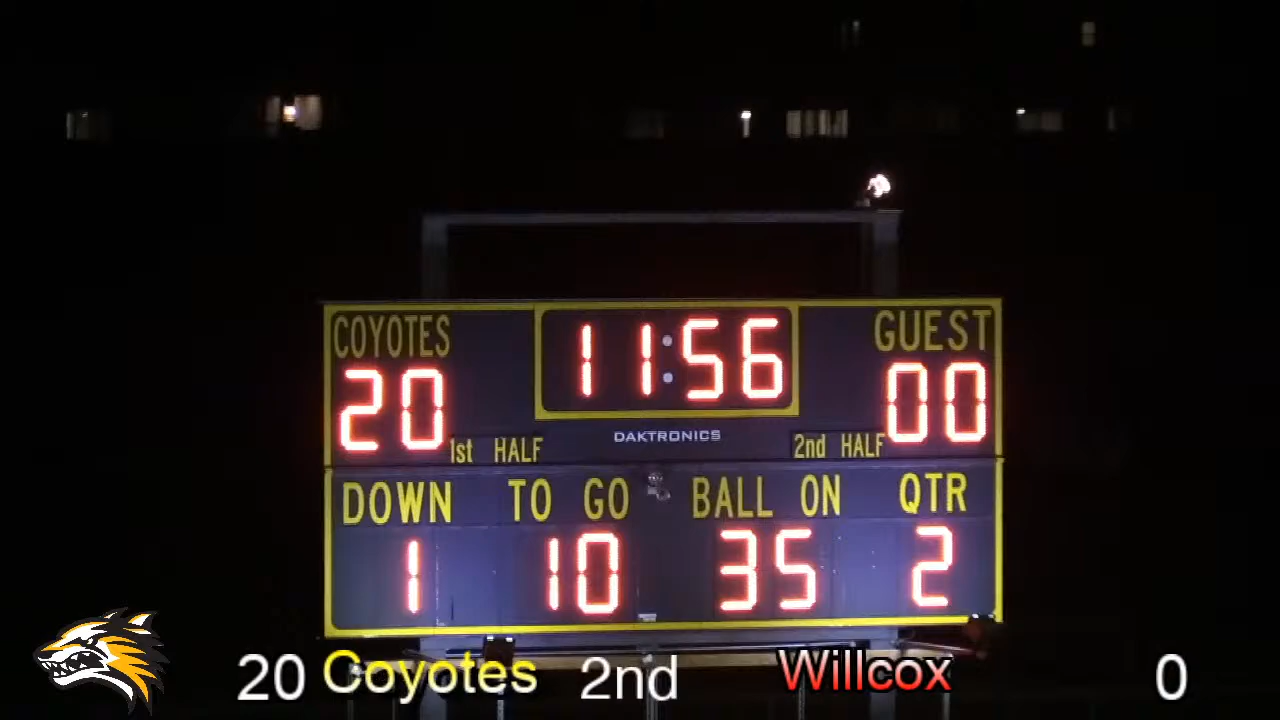 COYOTES 11:56 GUEST
20 00
1st HALF DAKTRONICS 2nd HALF
DOWN TO GO BALL ON QTR
1 10 35 2
20 Coyotes 2nd Willcox 0